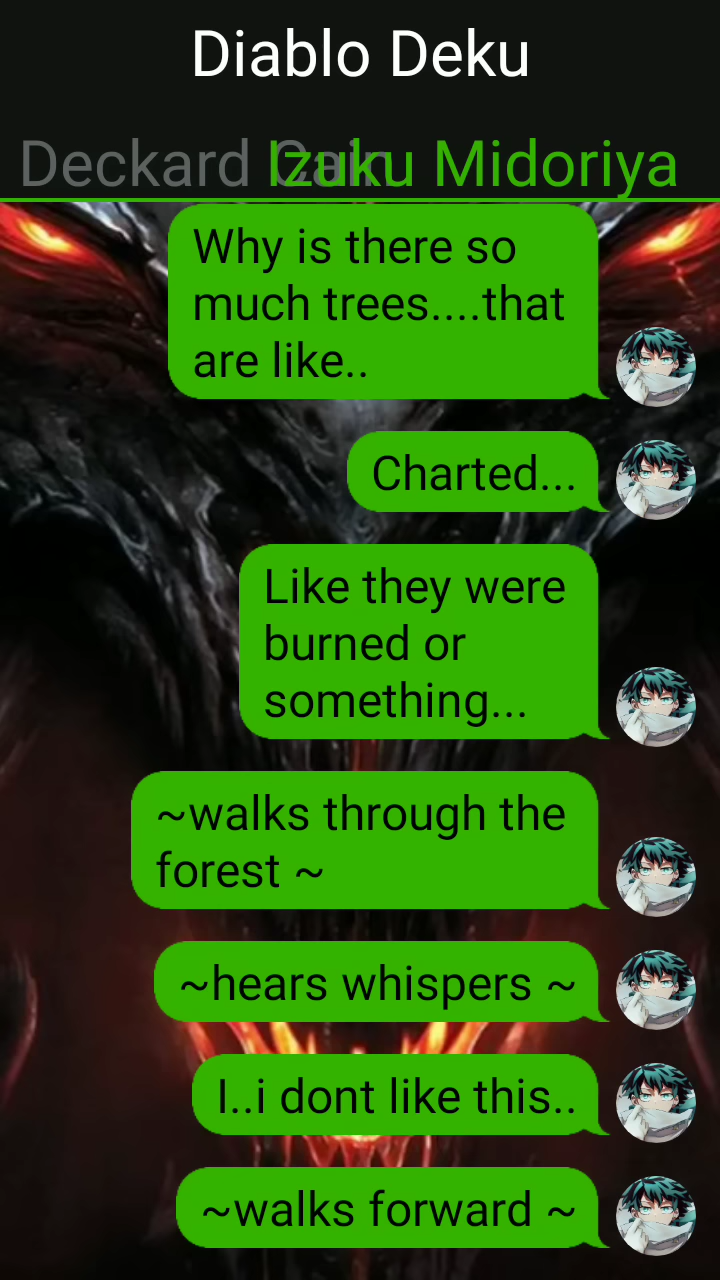 Diablo Deku
Deckard Cain Izuku Midoriya
Why is there so
much trees....that
are like..
Charted...
Like they were
burned or
something...
~walks through the
forest ~
~hears whispers ~
I..i dont like this..
~walks forward ~